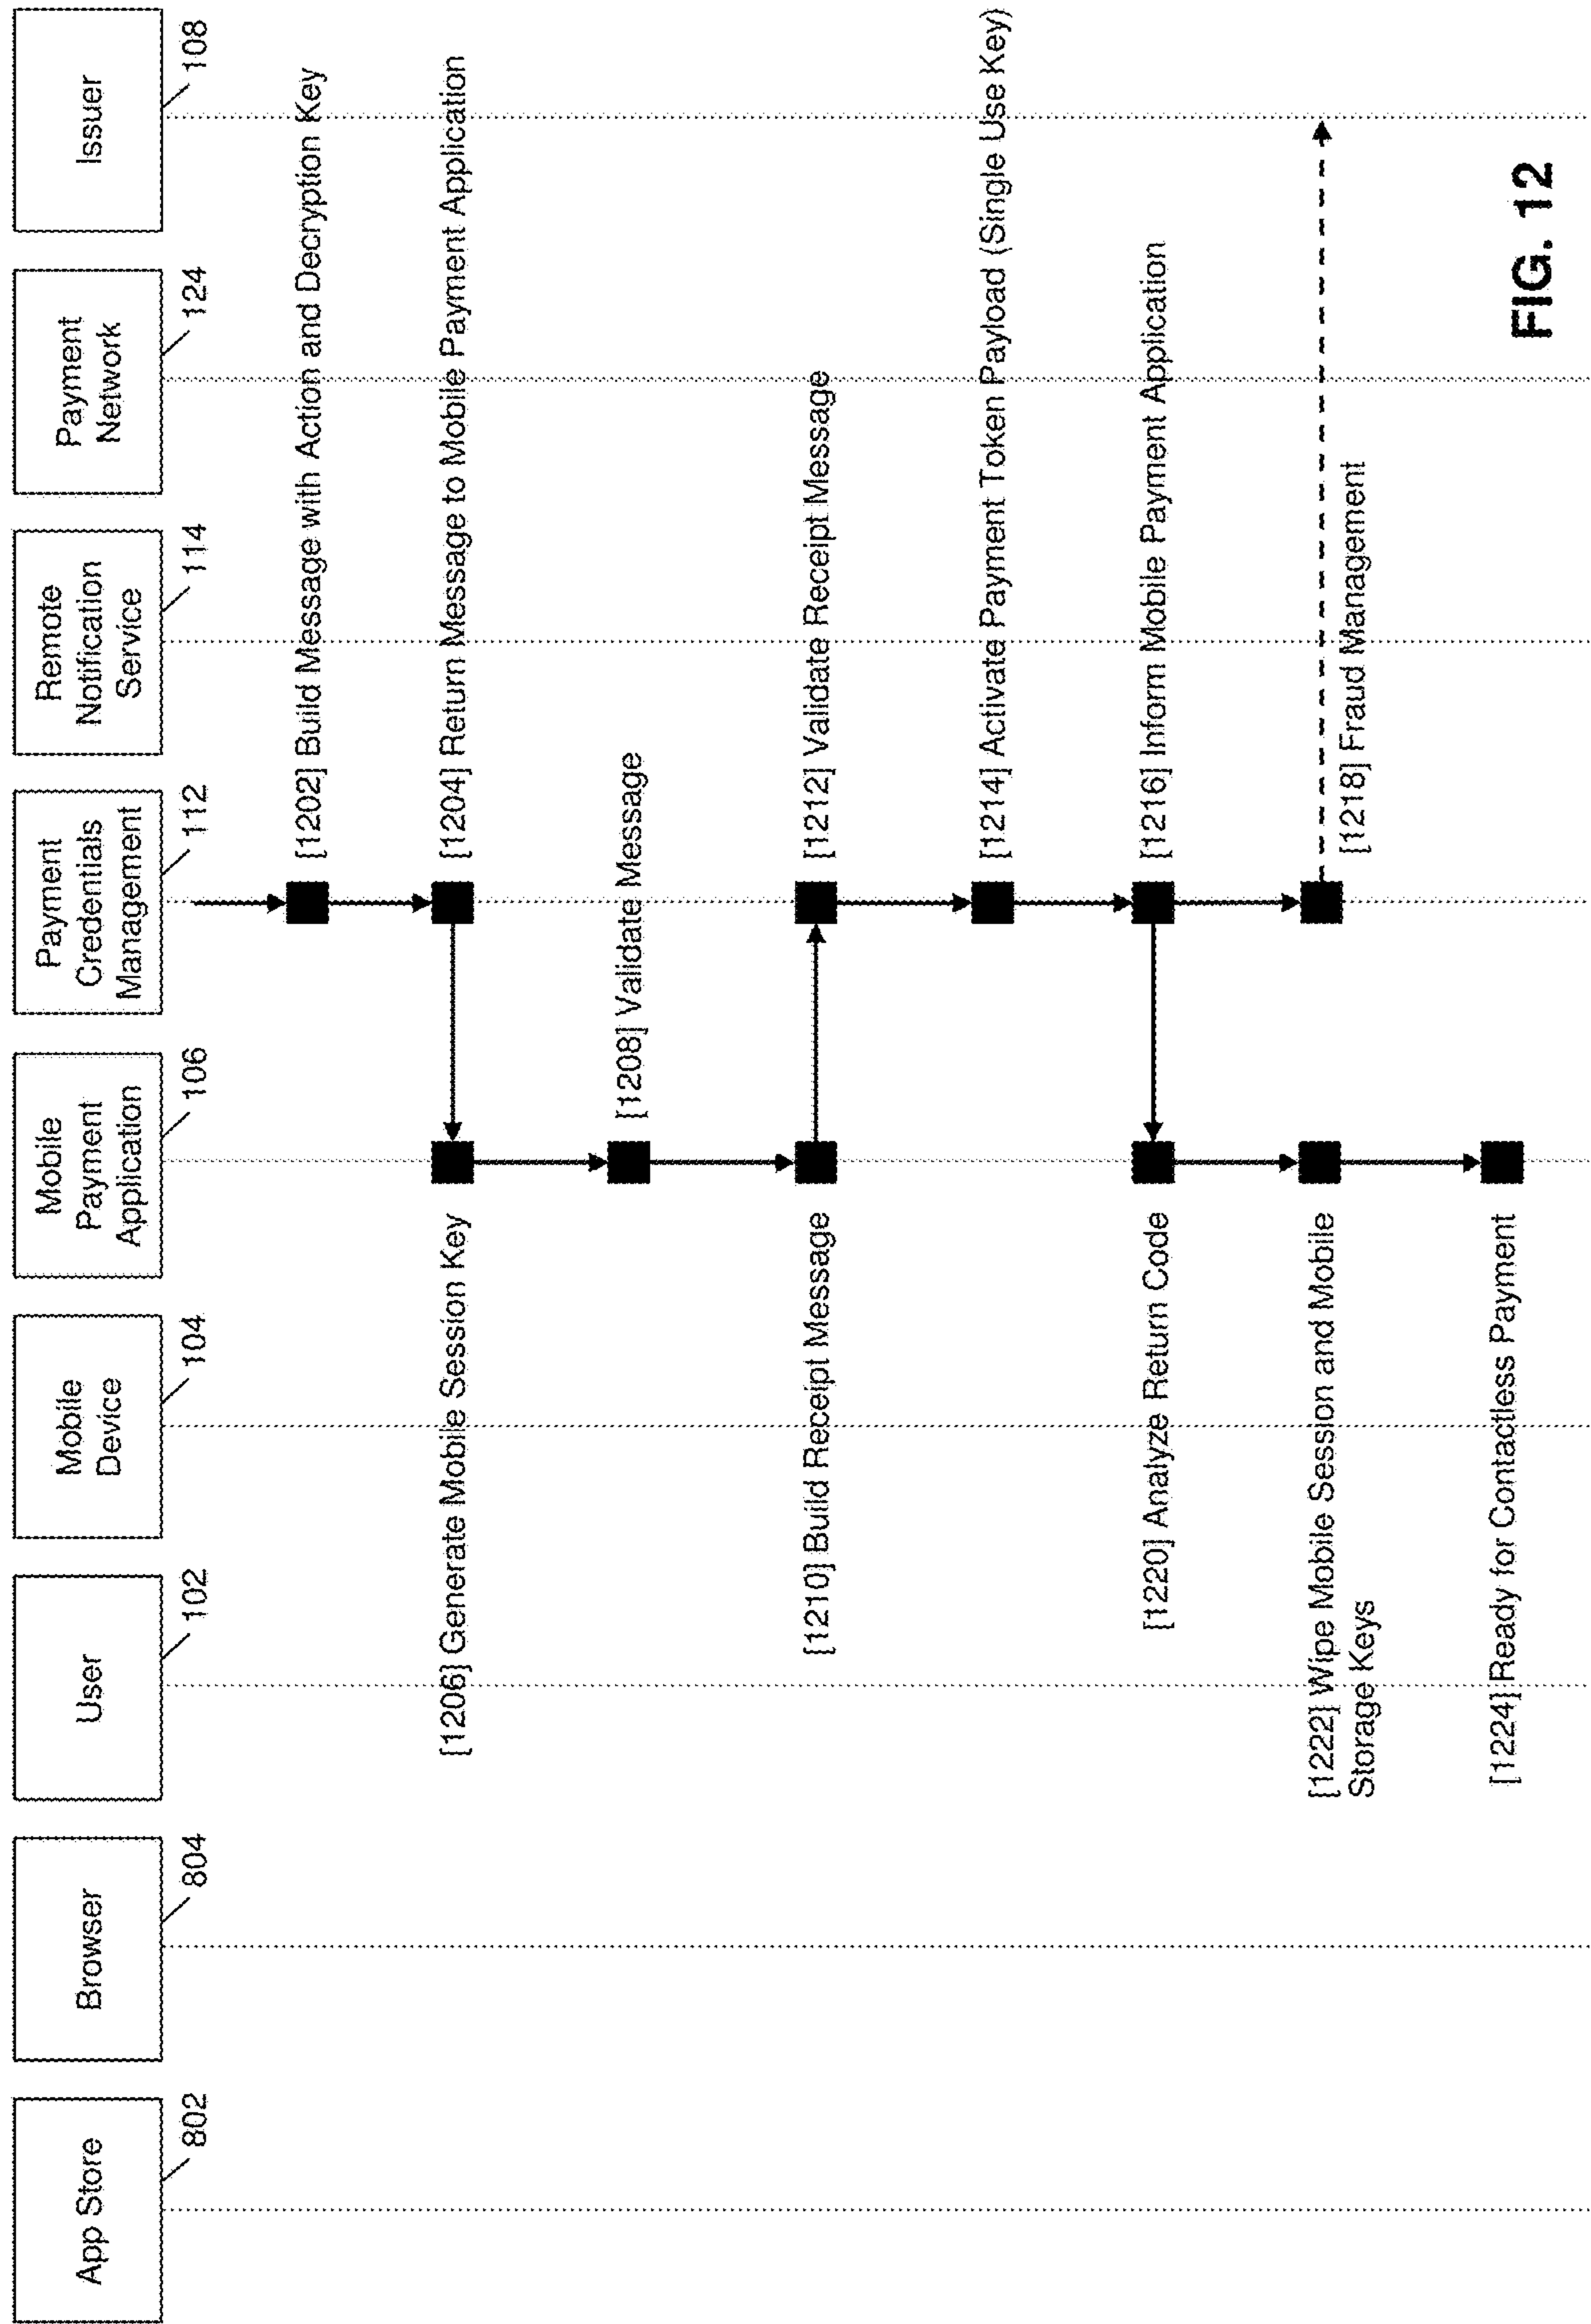 App Store
802
Browser
804
User
102
Mobile
Device
104
Mobile
Payment
Application
106
Payment
Credentials
Management
112
Remote
Notification
Service
114
Payment
Network
124
Issuer
108
[1202] Build Message with Action and Decryption Key
[1204] Return Message to Mobile Payment Application
[1206] Generate Mobile Session Key
[1208] Validate Message
[1210] Build Receipt Message
[1212] Validate Receipt Message
[1214] Activate Payment Token Payload (Single Use Key)
[1216] Inform Mobile Payment Application
[1220] Analyze Return Code
[1218] Fraud Management
[1222] Wipe Mobile Session and Mobile
Storage Keys
[1224] Ready for Contactless Payment
FIG. 12